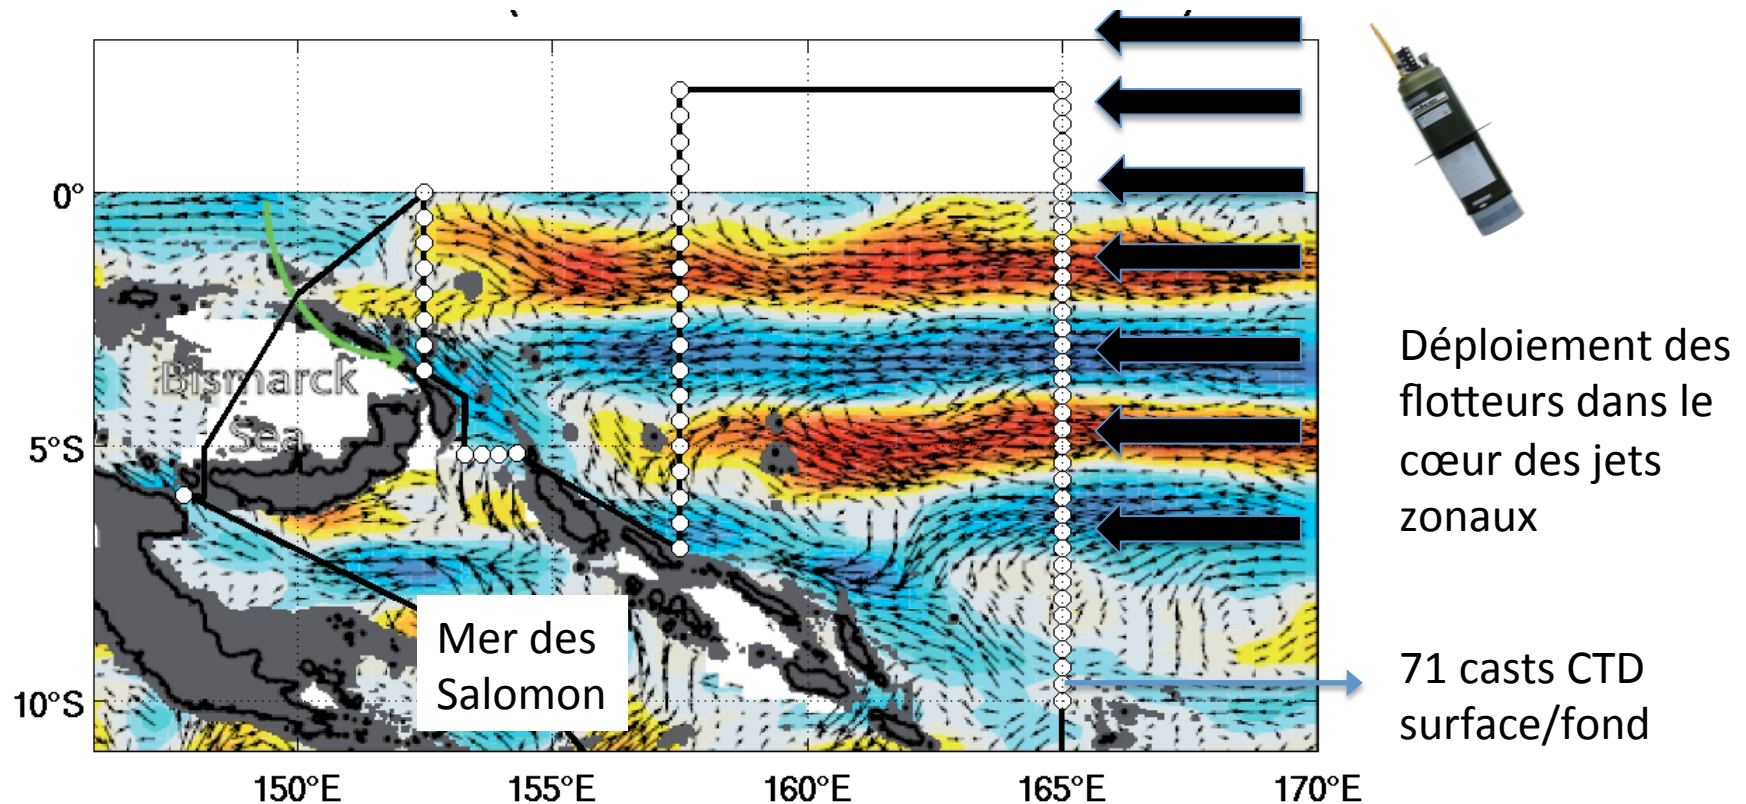 0°
Bismarck
Sea
5°S
10°S
Mer des
Salomon
150°E
155°E
160°E
165°E
170°E
Déploiement des
flotteurs dans le
cœur des jets
zonaux
71 casts CTD
surface/fond